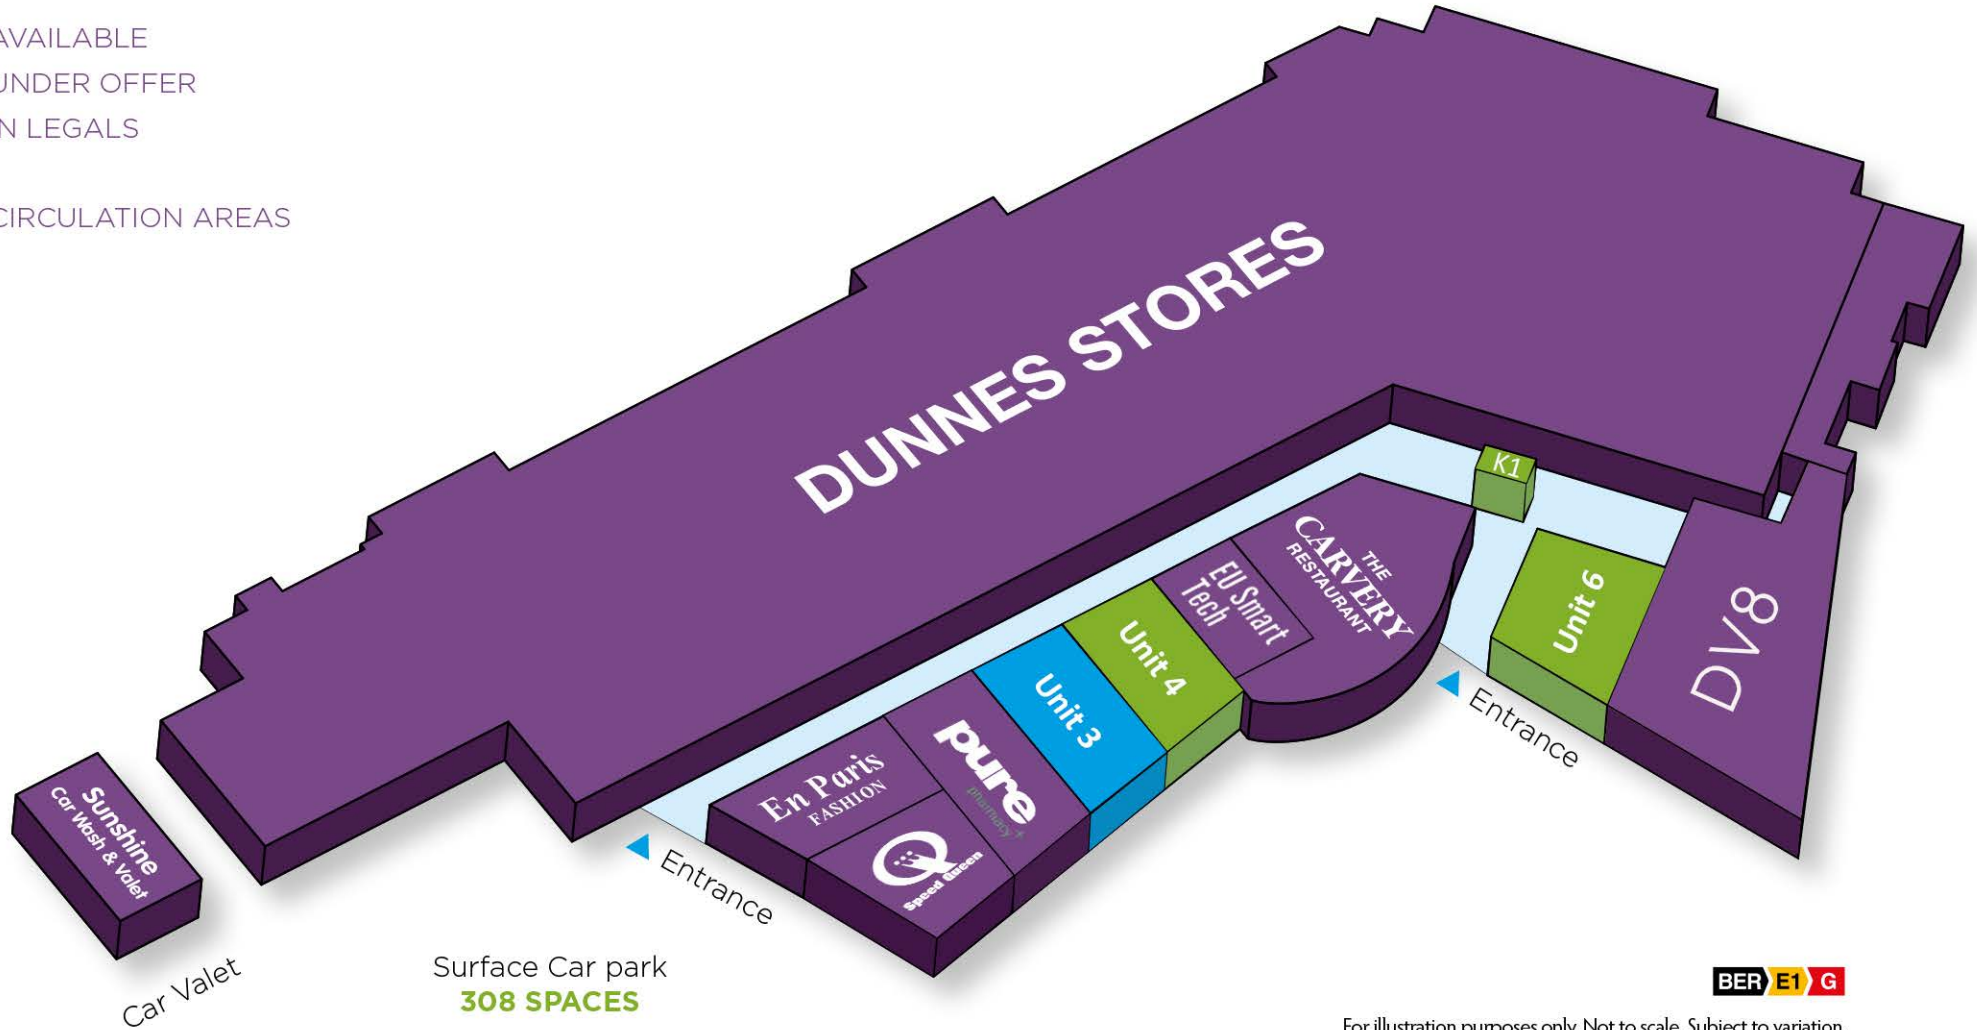 AVAILABLE
UNDER OFFER
IN LEGALS
CIRCULATION AREAS
DUNNES STORES
K1
THE
CARVERY
RESTAURANT
EU Smart
Tech
Unit 6
DV8
Unit 4
Unit 3
pure
pharmacy+
En Paris
FASHION
Q
Speed Queen
Entrance
Entrance
Sunshine
Car Wash & Valet
Car Valet
Surface Car park
308 SPACES
BER E1 G
For illustration purposes only. Not to scale. Subject to variation.